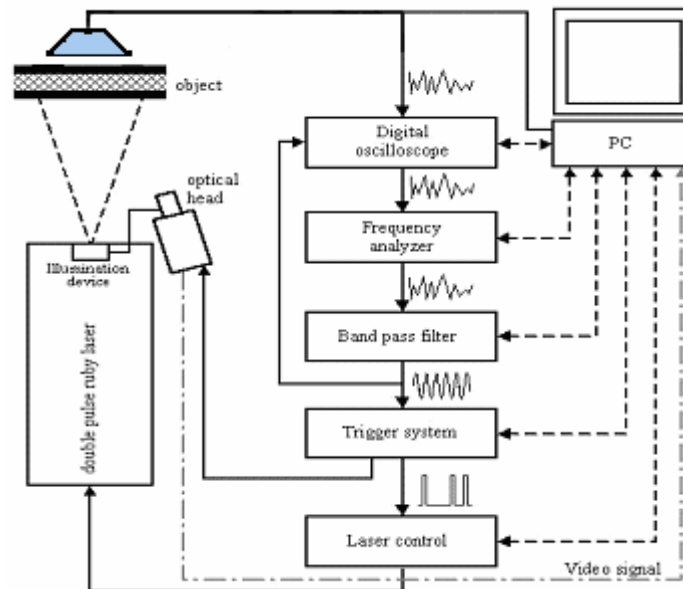 object
Digital
oscilloscope
PC
optical
head
Frequency
analyzer
Illumination
device
Band pass filter
double pulse ruby laser
Trigger system
Laser control
Video signal